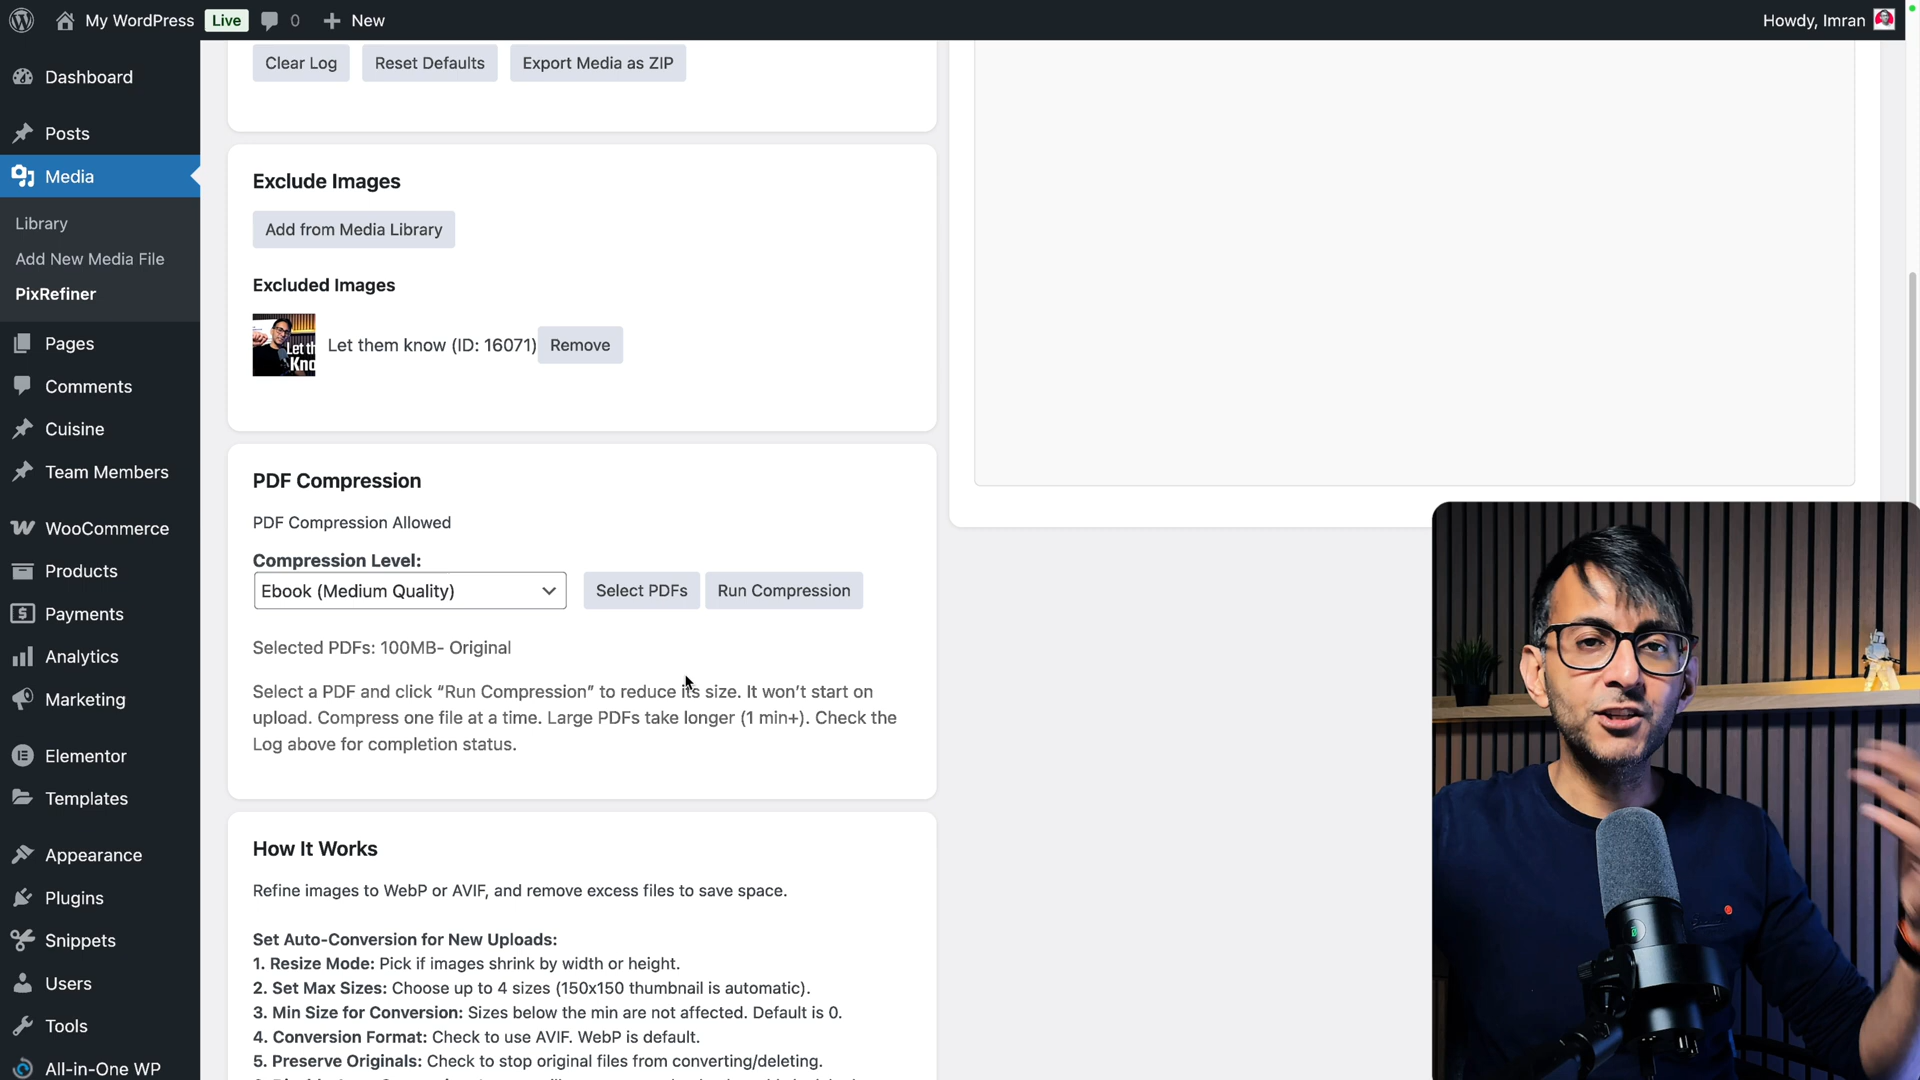 My WordPress Live 0 + New Howdy, Imran
Dashboard
Posts
Media
Library
Add New Media File
PixRefiner
Pages
Comments
Cuisine
Team Members
WooCommerce
Products
Payments
Analytics
Marketing
Elementor
Templates
Appearance
Plugins
Snippets
Users
Tools
All-in-One WP
Clear Log Reset Defaults Export Media as ZIP
Exclude Images
Add from Media Library
Excluded Images
Let them know (ID: 16071) Remove
PDF Compression
PDF Compression Allowed
Compression Level:
Ebook (Medium Quality) Select PDFs Run Compression
Selected PDFs: 100MB- Original
Select a PDF and click “Run Compression” to reduce its size. It won’t start on
upload. Compress one file at a time. Large PDFs take longer (1 min+). Check the
Log above for completion status.
How It Works
Refine images to WebP or AVIF, and remove excess files to save space.
Set Auto-Conversion for New Uploads:
1. Resize Mode: Pick if images shrink by width or height.
2. Set Max Sizes: Choose up to 4 sizes (150x150 thumbnail is automatic).
3. Min Size for Conversion: Sizes below the min are not affected. Default is 0.
4. Conversion Format: Check to use AVIF. WebP is default.
5. Preserve Originals: Check to stop original files from converting/deleting.